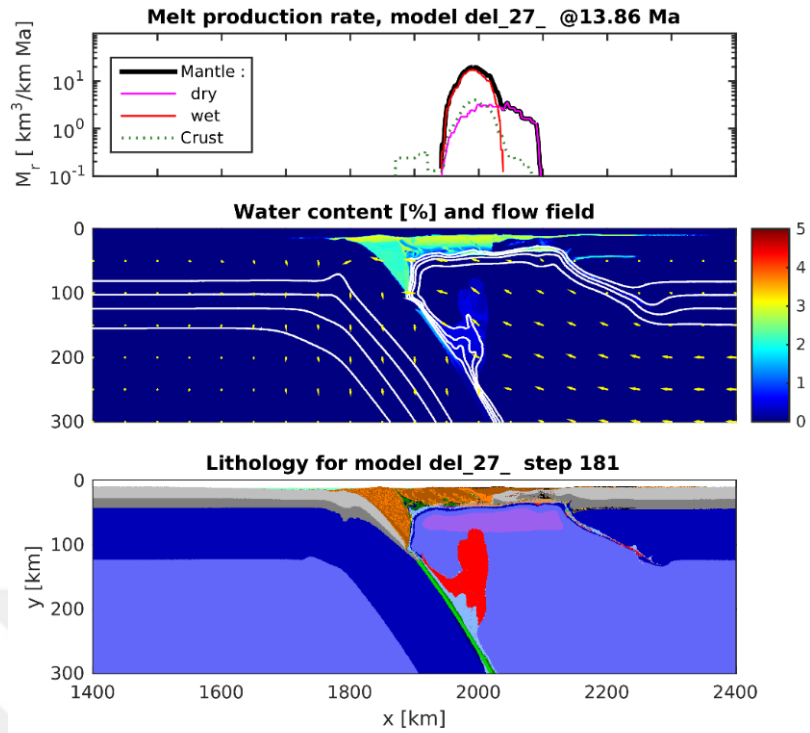 Melt production rate, model del_27_ @13.86 Ma
M_r [ km^3/km Ma]
10^1
10^0
10^-1
Mantle :
dry
wet
Crust
Water content [%] and flow field
0
100
200
300
5
4
3
2
1
0
Lithology for model del_27_ step 181
y [km]
0
100
200
300
1400 1600 1800 2000 2200 2400
x [km]